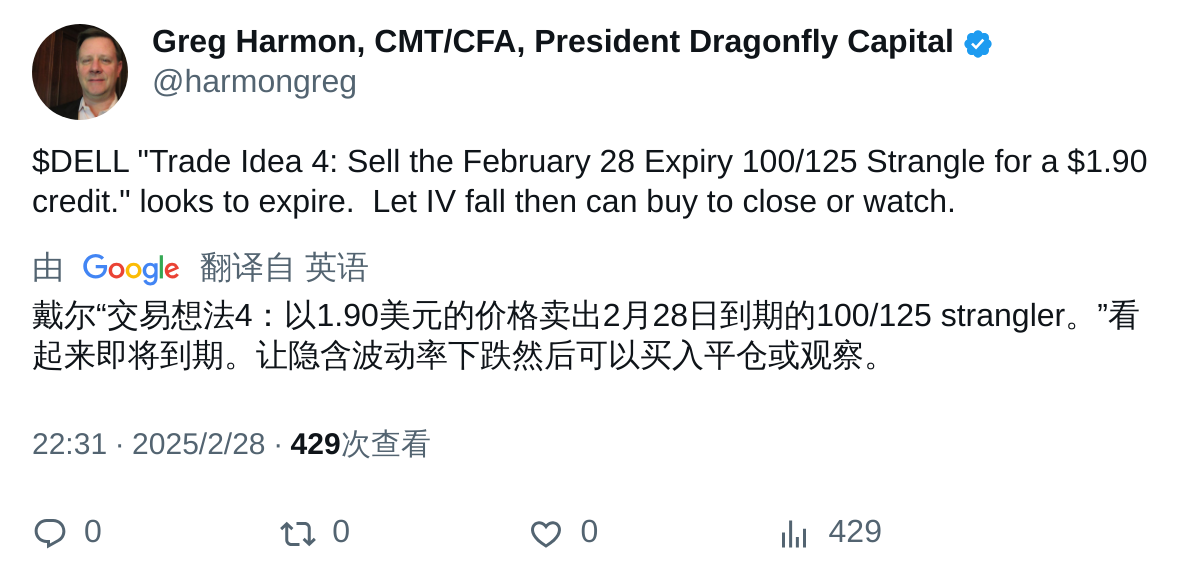 Greg Harmon, CMT/CFA, President Dragonfly Capital
@harmongreg
$DELL "Trade Idea 4: Sell the February 28 Expiry 100/125 Strangle for a $1.90
credit." looks to expire.  Let IV fall then can buy to close or watch.
由 Google 翻译自 英语
戴尔“交易想法4：以1.90美元的价格卖出2月28日到期的100/125 strangler。”看
起来即将到期。让隐含波动率下跌然后可以买入平仓或观察。
22:31 · 2025/2/28 · 429次查看
0 0 0 429